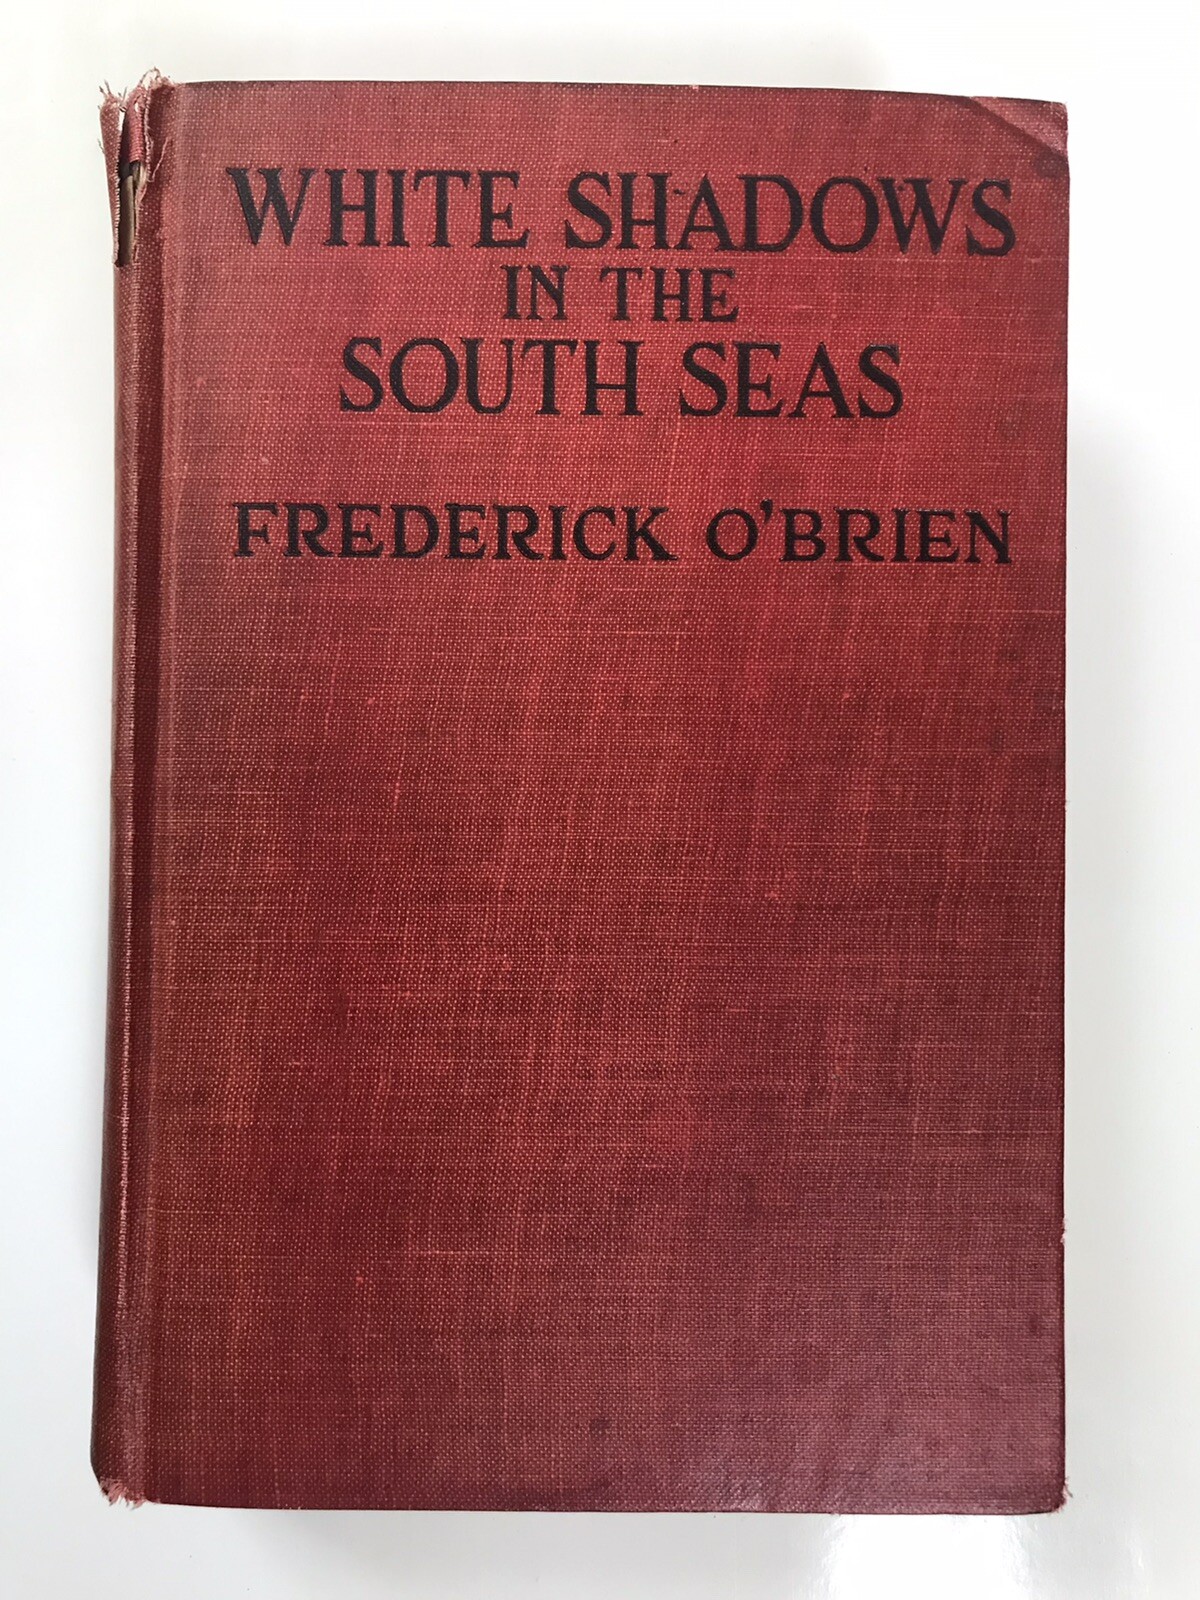 WHITE SHADOWS
IN THE
SOUTH SEAS
FREDERICK O'BRIEN